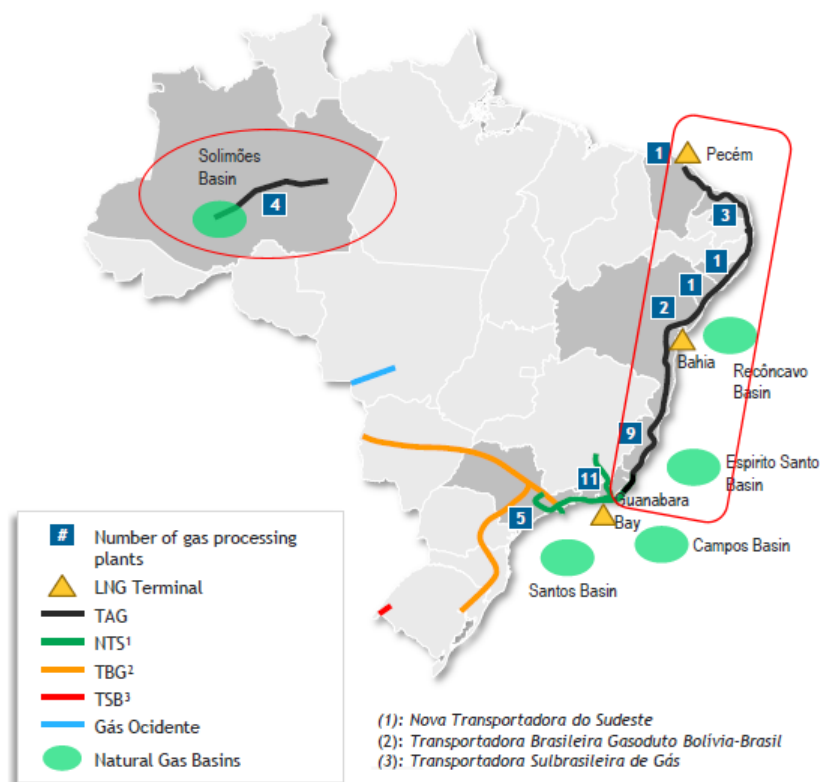 Solimões
Basin
4
1
Pecém
3
1
1
2
Bahia
Recôncavo
Basin
9
Espirito Santo
Basin
11
Guanabara
Bay
5
Campos Basin
Santos Basin
# Number of gas processing
plants
LNG Terminal
TAG
NTS¹
TBG²
TSB³
Gás Ocidente
Natural Gas Basins
(1): Nova Transportadora do Sudeste
(2): Transportadora Brasileira Gasoduto Bolívia-Brasil
(3): Transportadora Sulbrasileira de Gás